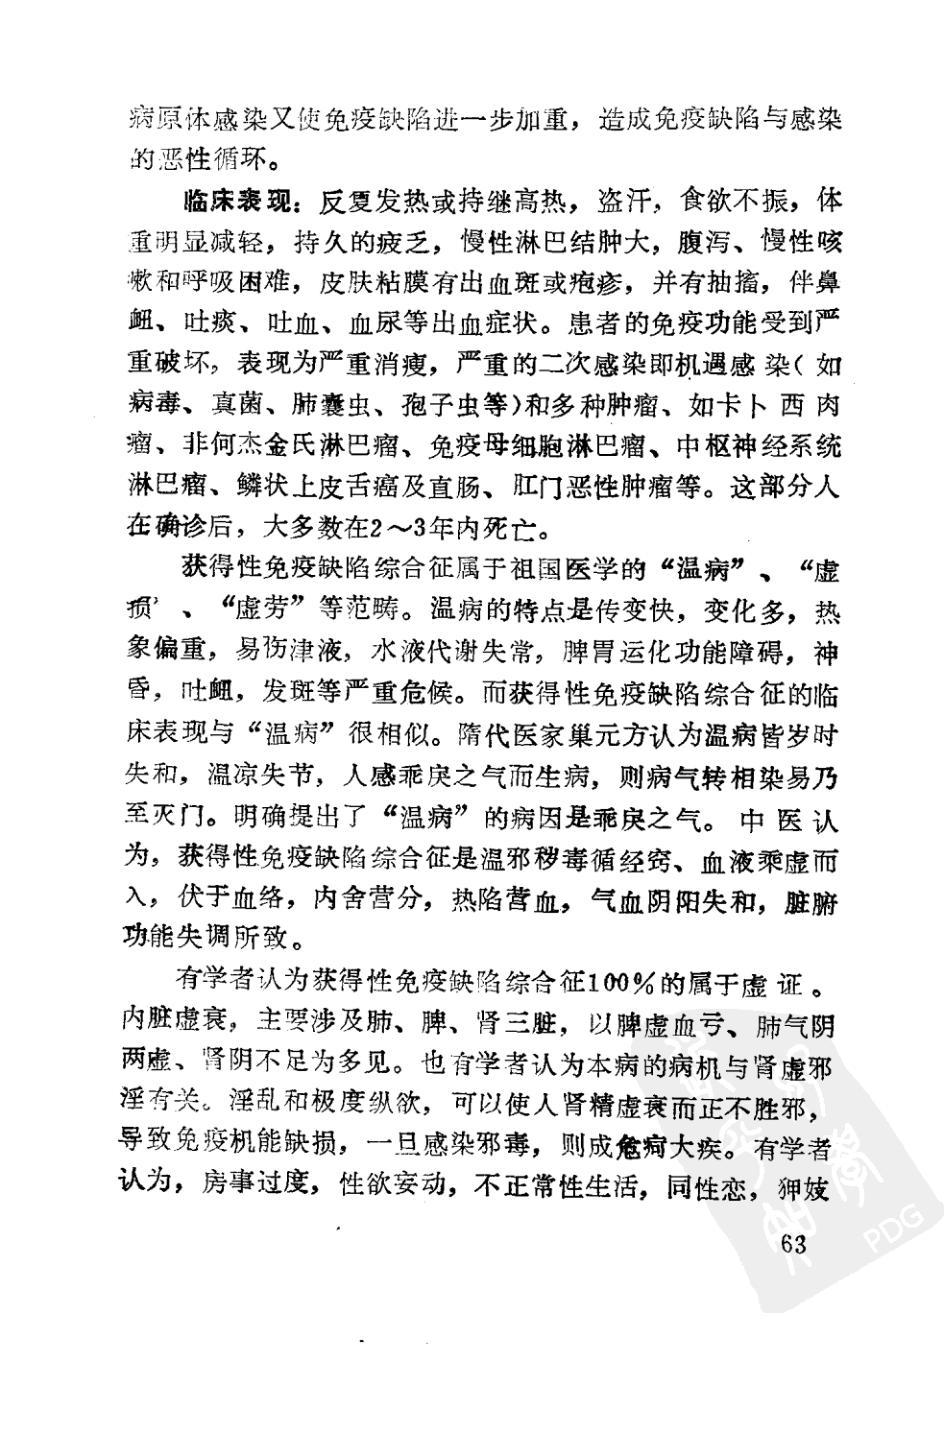 病原体感染又使免疫缺陷进一步加重，造成免疫缺陷与感染
的恶性循环。
临床表现：反复发热或持继高热，盗汗，食欲不振，体
重明显减轻，持久的疲乏，慢性淋巴结肿大，腹泻、慢性咳
嗽和呼吸困难，皮肤粘膜有出血斑或疱疹，并有抽搐，伴鼻
衄、吐痰、吐血、血尿等出血症状。患者的免疫功能受到严
重破坏，表现为严重消瘦，严重的二次感染即机遇感染（如
病毒、真菌、肺囊虫、孢子虫等)和多种肿瘤、如卡卜西肉
瘤、非何杰金氏淋巴瘤、免疫母细胞淋巴瘤、中枢神经系统
淋巴瘤、鳞状上皮舌癌及直肠、肛门恶性肿瘤等。这部分人
在确诊后，大多数在2～3年内死亡。
获得性免疫缺陷综合征属于祖国医学的“温病”、“虚
损’、“虚劳”等范畴。温病的特点是传变快，变化多，热
象偏重，易伤津液，水液代谢失常，脾胃运化功能障碍，神
昏，吐衄，发斑等严重危候。而获得性免疫缺陷综合征的临
床表现与“温病”很相似。隋代医家巢元方认为温病皆岁时
失和，温凉失节，人感乖戾之气而生病，则病气转相染易乃
至灭门。明确提出了“温病”的病因是乖戾之气。中医认
为，获得性免疫缺陷综合征是温邪秽毒循经窍、血液乘虚而
入，伏于血络，内舍营分，热陷营血，气血阴阳失和，脏腑
功能失调所致。
有学者认为获得性免疫缺陷综合征100%的属于虚证。
内脏虚衰，主要涉及肺、脾、肾三脏，以脾虚血亏、肺气阴
两虚、肾阴不足为多见。也有学者认为本病的病机与肾虚邪
淫有关。淫乱和极度纵欲，可以使人肾精虚衰而正不胜邪，
导致免疫机能缺损，一旦感染邪毒，则成危疴大疾。有学者
认为，房事过度，性欲妄动，不正常性生活，同性恋，狎妓
63
PDG